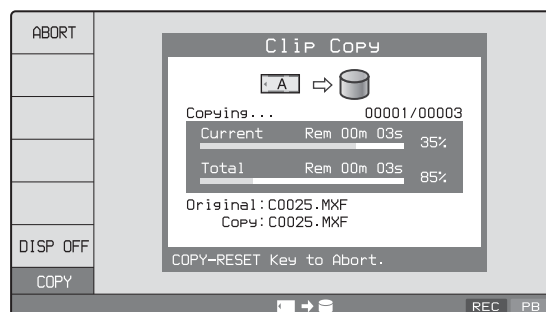 ABORT
Clip Copy
A
Copying... 00001/00003
Current Rem 00m 03s 35%
Total Rem 00m 03s 85%
Original:C0025.MXF
Copy:C0025.MXF
DISP OFF
COPY-RESET Key to Abort.
COPY
REC PB